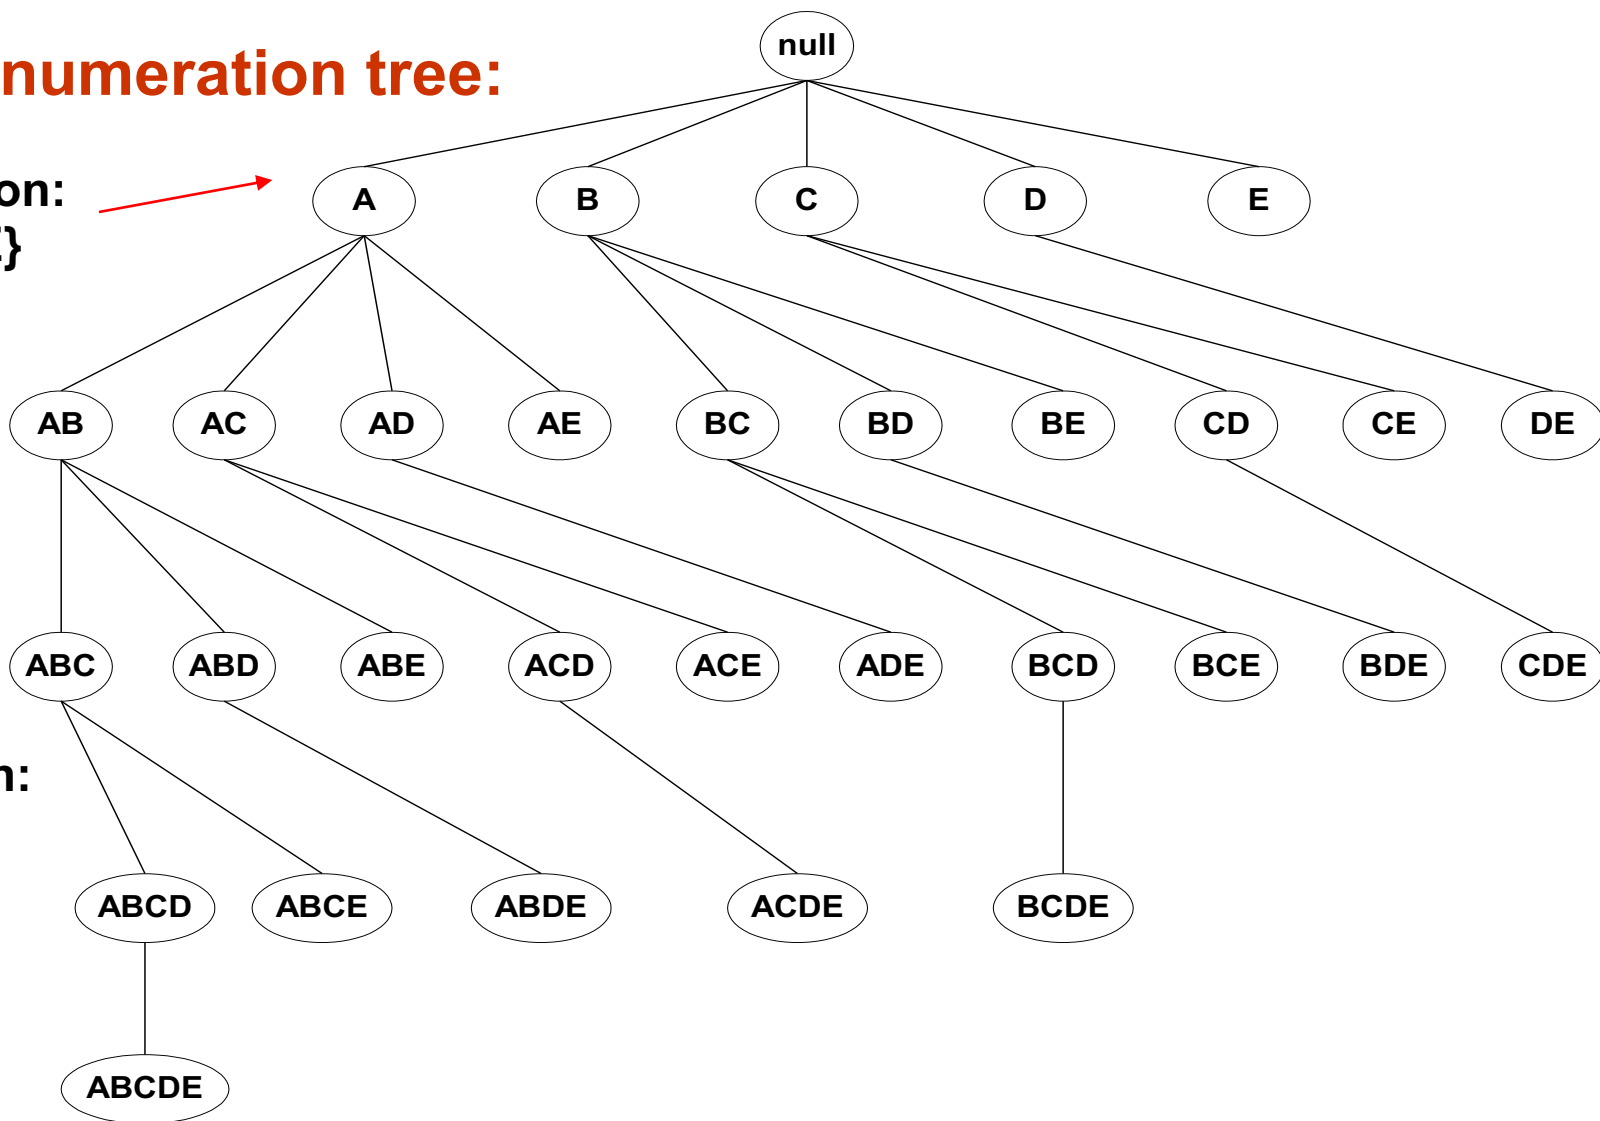 null
numeration tree:
on:
E}
A B C D E
AB AC AD AE BC BD BE CD CE DE
ABC ABD ABE ACD ACE ADE BCD BCE BDE CDE
n:
ABCD ABCE ABDE ACDE BCDE
ABCDE